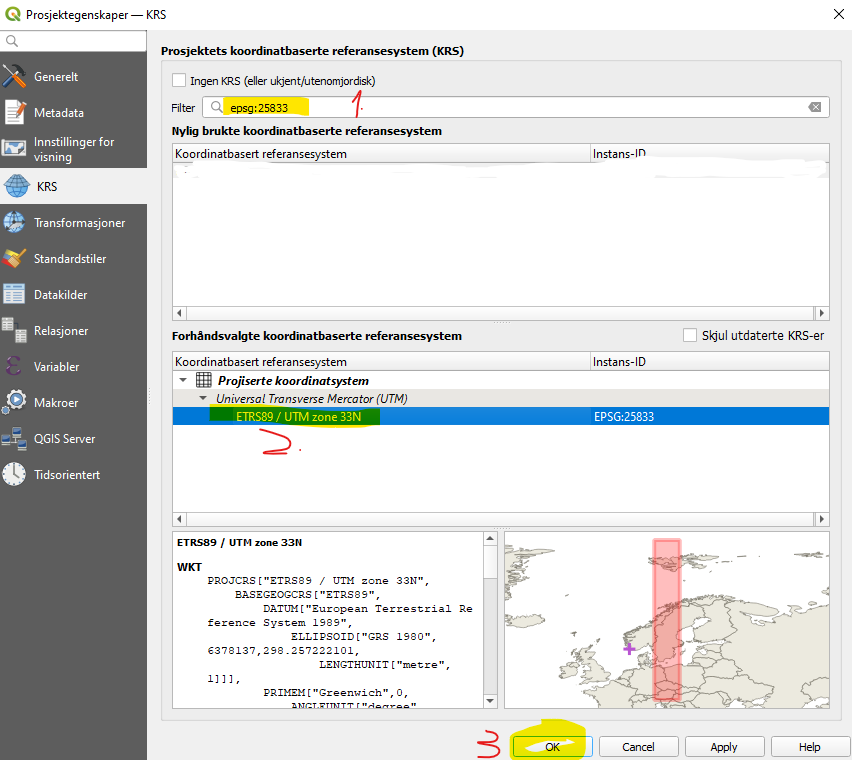 Prosjektegenskaper — KRS
Generelt
Metadata
Innstillinger for
visning
KRS
Transformasjoner
Standardstiler
Datakilder
Relasjoner
Variabler
Makroer
QGIS Server
Tidsorientert
Prosjektets koordinatbaserte referansesystem (KRS)
Ingen KRS (eller ukjent/utenomjordisk)
1.
Filter epsg:25833
Nylig brukte koordinatbaserte referansesystem
Koordinatbasert referansesystem Instans-ID
Forhåndsvalgte koordinatbaserte referansesystem Skjul utdaterte KRS-er
Koordinatbasert referansesystem Instans-ID
Projiserte koordinatsystem
Universal Transverse Mercator (UTM)
ETRS89 / UTM zone 33N EPSG:25833
2.
ETRS89 / UTM zone 33N
WKT
PROJCRS["ETRS89 / UTM zone 33N",
BASEGEOGCRS["ETRS89",
DATUM["European Terrestrial Re
ference System 1989",
ELLIPSOID["GRS 1980",
6378137,298.257222101,
LENGTHUNIT["metre",
1]]],
PRIMEM["Greenwich",0,
ANGLEUNIT["degree"
3 OK Cancel Apply Help